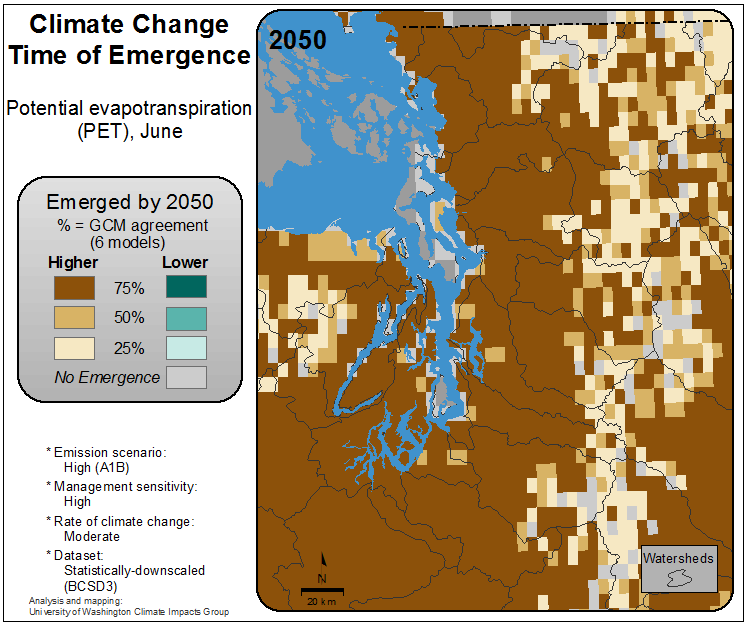 Climate Change
Time of Emergence
Potential evapotranspiration
(PET), June
Emerged by 2050
% = GCM agreement
(6 models)
Higher Lower
75%
50%
25%
No Emergence
* Emission scenario:
High (A1B)
* Management sensitivity:
High
* Rate of climate change:
Moderate
* Dataset:
Statistically-downscaled
(BCSD3)
Analysis and mapping:
University of Washington Climate Impacts Group
2050
N
20 km
Watersheds